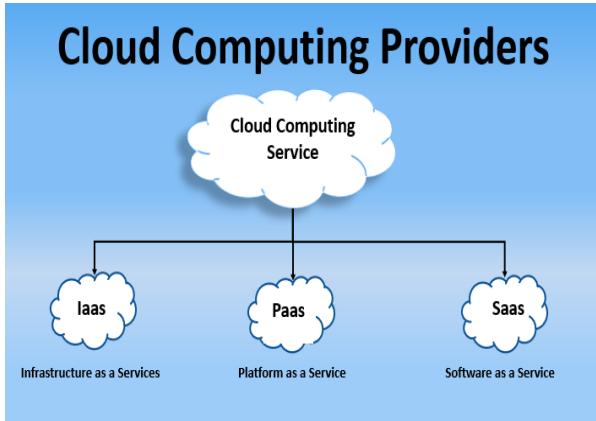 Cloud Computing Providers
Cloud Computing
Service
Iaas
Paas
Saas
Infrastructure as a Services
Platform as a Service
Software as a Service